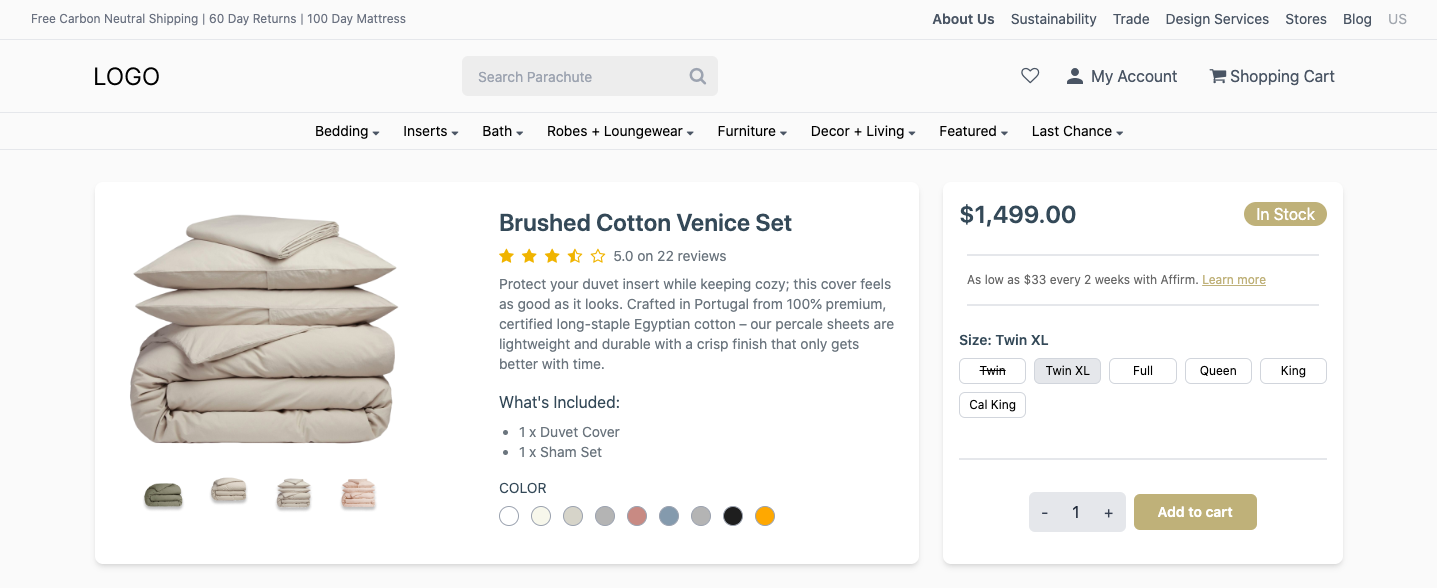 Free Carbon Neutral Shipping | 60 Day Returns | 100 Day Mattress
About Us Sustainability Trade Design Services Stores Blog US
LOGO
Search Parachute
My Account
Shopping Cart
Bedding Inserts Bath Robes + Loungewear Furniture Decor + Living Featured Last Chance
Brushed Cotton Venice Set
5.0 on 22 reviews
Protect your duvet insert while keeping cozy; this cover feels
as good as it looks. Crafted in Portugal from 100% premium,
certified long-staple Egyptian cotton – our percale sheets are
lightweight and durable with a crisp finish that only gets
better with time.
What's Included:
1 x Duvet Cover
1 x Sham Set
COLOR
$1,499.00
In Stock
As low as $33 every 2 weeks with Affirm. Learn more
Size: Twin XL
Twin Twin XL Full Queen King
Cal King
- 1 +
Add to cart